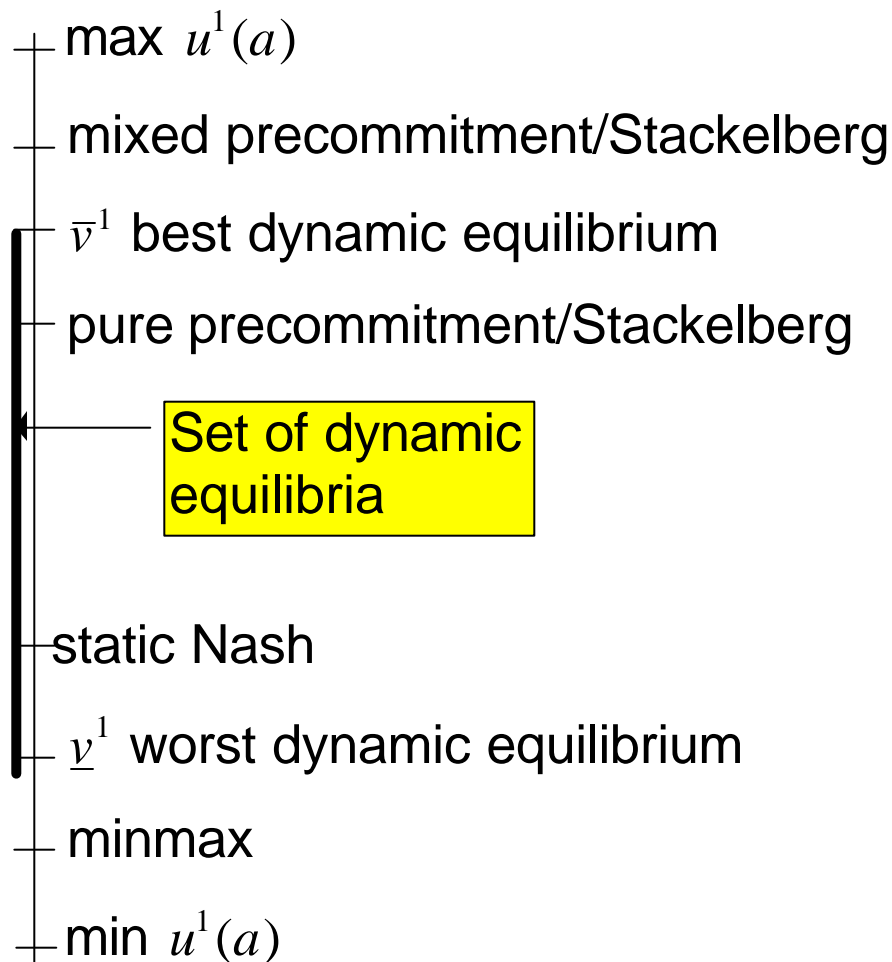 max u¹(a)
mixed precommitment/Stackelberg
v̅¹ best dynamic equilibrium
pure precommitment/Stackelberg
Set of dynamic
equilibria
static Nash
v̲¹ worst dynamic equilibrium
minmax
min u¹(a)